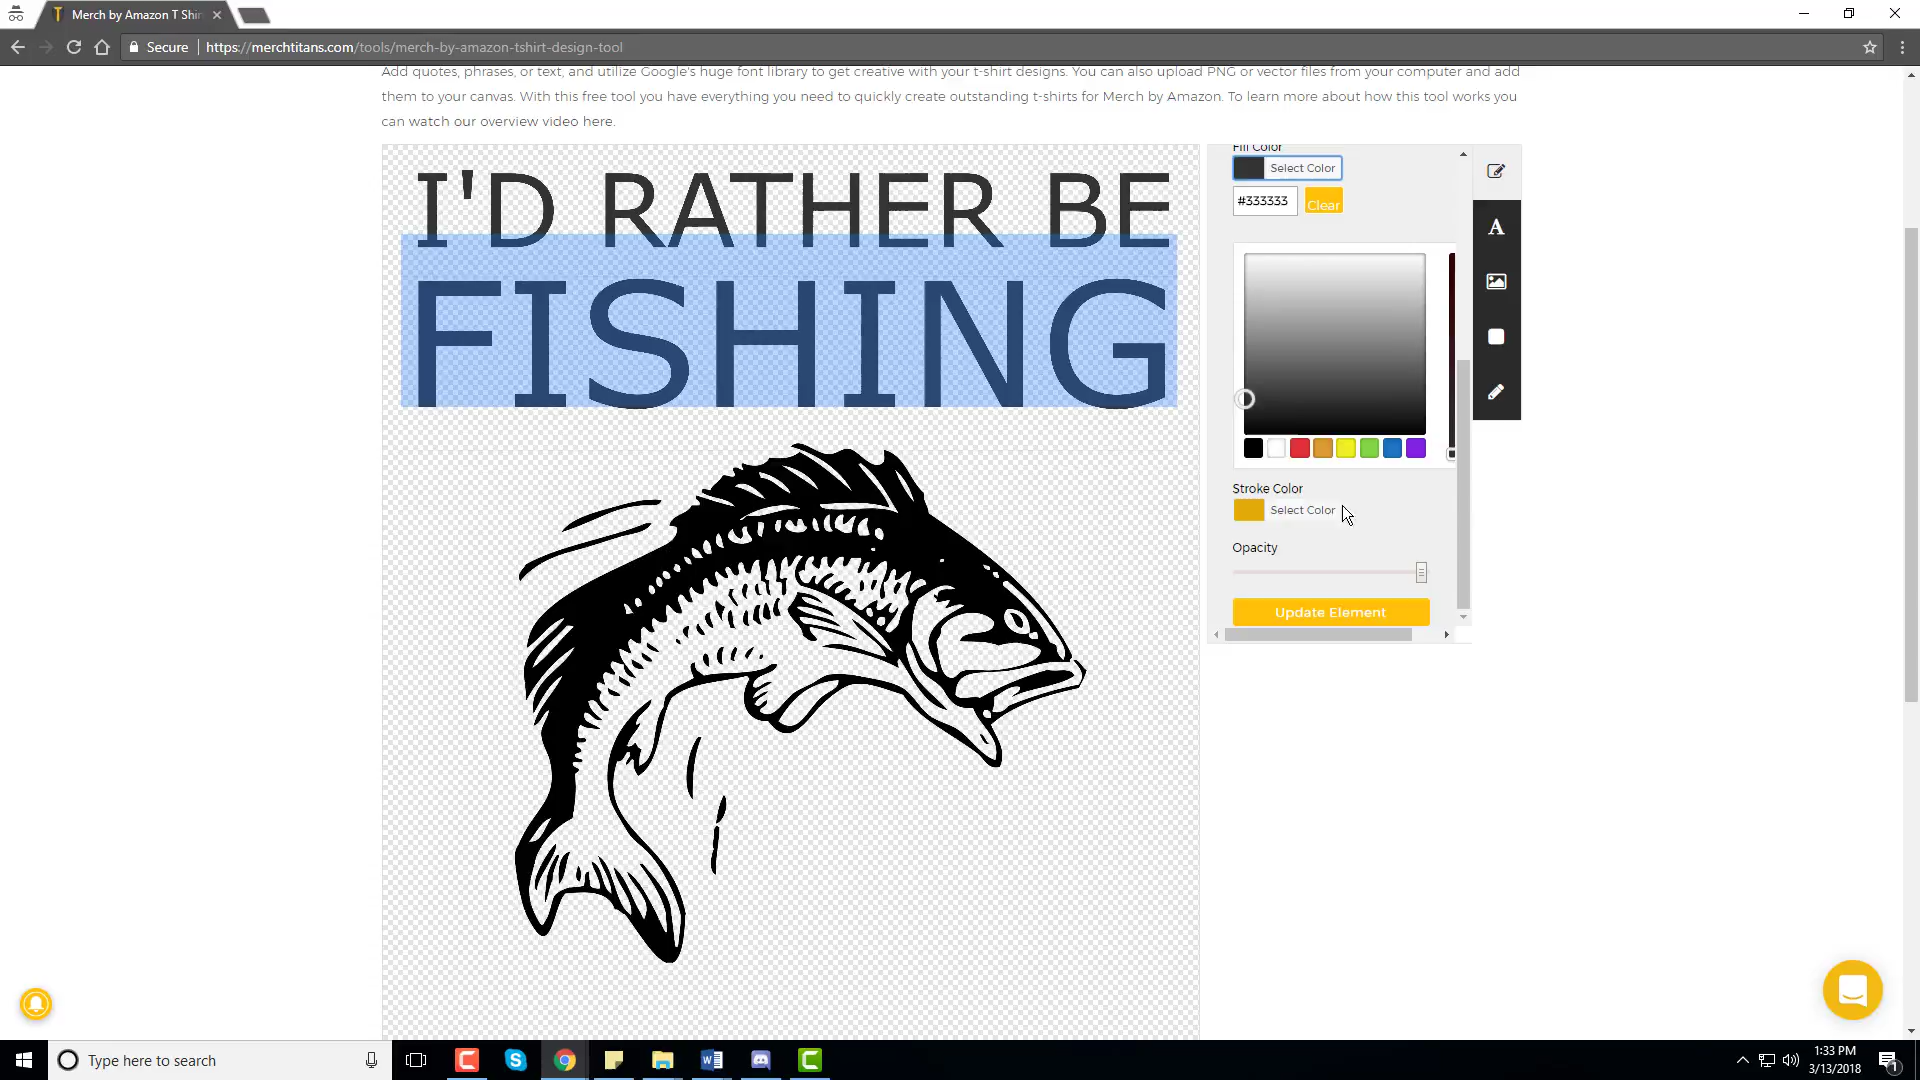 Merch by Amazon T Shir
Secure
https://merchtitans.com/tools/merch-by-amazon-tshirt-design-tool
Add quotes, phrases, or text, and utilize Google's huge font library to get creative with your t-shirt designs. You can also upload PNG or vector files from your computer and add
them to your canvas. With this free tool you have everything you need to quickly create outstanding t-shirts for Merch by Amazon. To learn more about how this tool works you
can watch our overview video here.
I'D RATHER BE
FISHING
Fill Color
Select Color
#333333
Clear
A
Stroke Color
Select Color
Opacity
Update Element
Type here to search
1:33 PM
3/13/2018
1